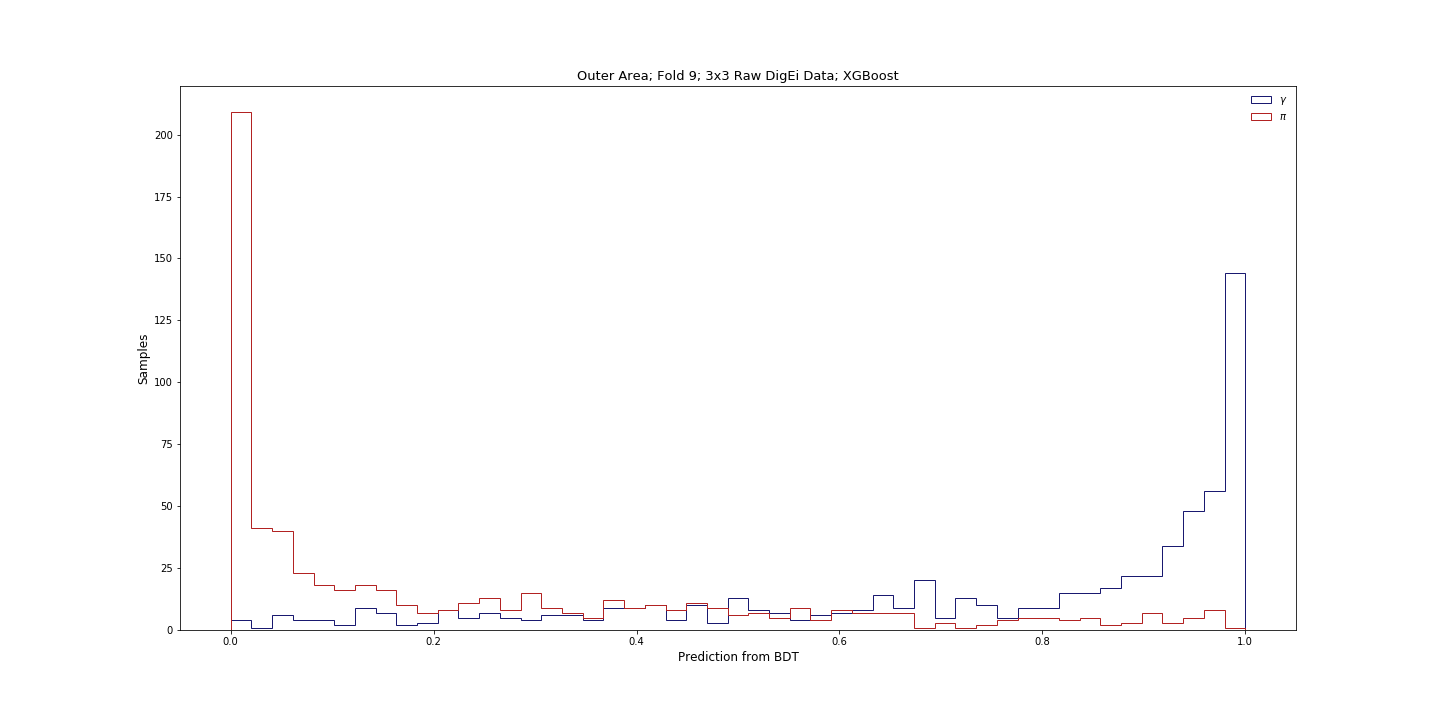 Outer Area; Fold 9; 3x3 Raw DigEi Data; XGBoost
γ
π
200
175
150
125
100
75
50
25
0
Samples
0.0 0.2 0.4 0.6 0.8 1.0
Prediction from BDT